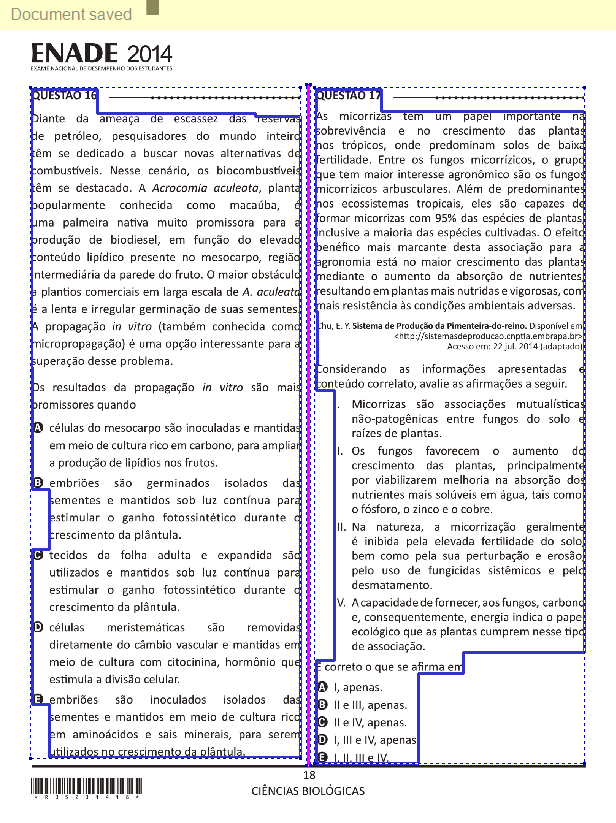 Document saved
ENADE 2014
EXAME NACIONAL DE DESEMPENHO DOS ESTUDANTES
QUESTÃO 16
Diante da ameaça de escassez das reservas
de petróleo, pesquisadores do mundo inteiro
têm se dedicado a buscar novas alternativas de
combustíveis. Nesse cenário, os biocombustíveis
têm se destacado. A Acrocomia aculeota, planta
popularmente conhecida como macaúba, é
uma palmeira nativa muito promissora para a
produção de biodiesel, em função do elevado
conteúdo lipídico presente no mesocarpo, região
intermediária da parede do fruto. O maior obstáculo
a plantios comerciais em larga escala de A. aculeata
é a lenta e irregular germinação de suas sementes.
A propagação in vitro (também conhecida como
micropropagação) é uma opção interessante para a
superação desse problema.
Os resultados da propagação in vitro são mais
promissores quando
A células do mesocarpo são inoculadas e mantidas
em meio de cultura rico em carbono, para ampliar
a produção de lipídios nos frutos.
B embriões são germinados isolados das
sementes e mantidos sob luz contínua para
estimular o ganho fotossintético durante o
crescimento da plântula.
C tecidos da folha adulta e expandida são
utilizados e mantidos sob luz contínua para
estimular o ganho fotossintético durante o
crescimento da plântula.
D células meristemáticas são removidas
diretamente do câmbio vascular e mantidas em
meio de cultura com citocinina, hormônio que
estimula a divisão celular.
E embriões são inoculados isolados das
sementes e mantidos em meio de cultura rico
em aminoácidos e sais minerais, para serem
utilizados no crescimento da plântula.
QUESTÃO 17
As micorrizas têm um papel importante na
sobrevivência e no crescimento das plantas
nos trópicos, onde predominam solos de baixa
fertilidade. Entre os fungos micorrízicos, o grupo
que tem maior interesse agronômico são os fungos
micorrízicos arbusculares. Além de predominantes
nos ecossistemas tropicais, eles são capazes de
formar micorrizas com 95% das espécies de plantas,
inclusive a maioria das espécies cultivadas. O efeito
benéfico mais marcante desta associação para a
agronomia está no maior crescimento das plantas
mediante o aumento da absorção de nutrientes,
resultando em plantas mais nutridas e vigorosas, com
mais resistência às condições ambientais adversas.
Chu, E. Y. Sistema de Produção da Pimenteira-do-reino. Disponível em:
<http://sistemasdeproducao.cnptia.embrapa.br>.
Acesso em: 22 jul. 2014 (adaptado).
Considerando as informações apresentadas e
conteúdo correlato, avalie as afirmações a seguir.
I. Micorrizas são associações mutualísticas
não-patogênicas entre fungos do solo e
raízes de plantas.
II. Os fungos favorecem o aumento do
crescimento das plantas, principalmente
por viabilizarem melhoria na absorção dos
nutrientes mais solúveis em água, tais como
o fósforo, o zinco e o cobre.
III. Na natureza, a micorrização geralmente
é inibida pela elevada fertilidade do solo,
bem como pela sua perturbação e erosão,
pelo uso de fungicidas sistêmicos e pelo
desmatamento.
IV. A capacidade de fornecer, aos fungos, carbono
e, consequentemente, energia indica o papel
ecológico que as plantas cumprem nesse tipo
de associação.
É correto o que se afirma em
A I, apenas.
B II e III, apenas.
C II e IV, apenas.
D I, III e IV, apenas.
E I, II, III e IV.
18
CIÊNCIAS BIOLÓGICAS